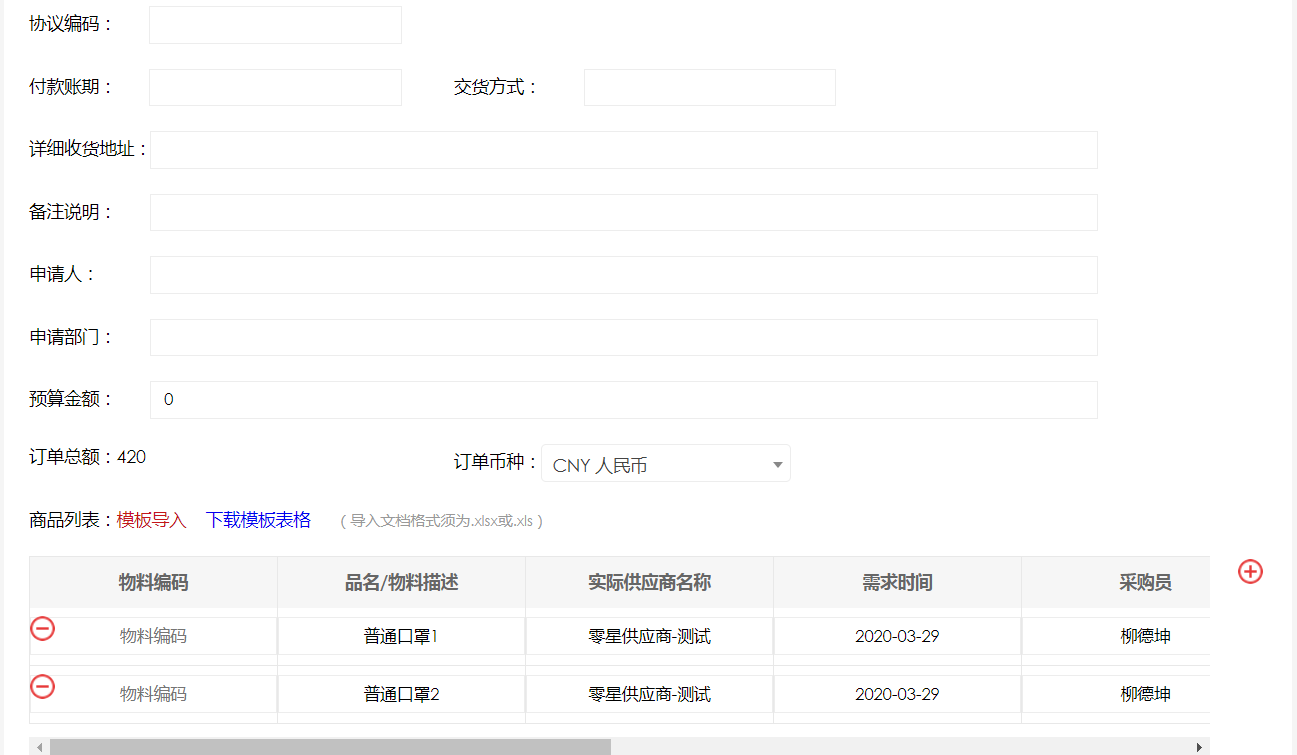 协议编码：
付款账期： 交货方式：
详细收货地址：
备注说明：
申请人：
申请部门：
预算金额： 0
订单总额：420 订单币种： CNY 人民币
商品列表：模板导入 下载模板表格 （导入文档格式须为.xlsx或.xls）
物料编码 品名/物料描述 实际供应商名称 需求时间 采购员
物料编码 普通口罩1 零星供应商-测试 2020-03-29 柳德坤
物料编码 普通口罩2 零星供应商-测试 2020-03-29 柳德坤